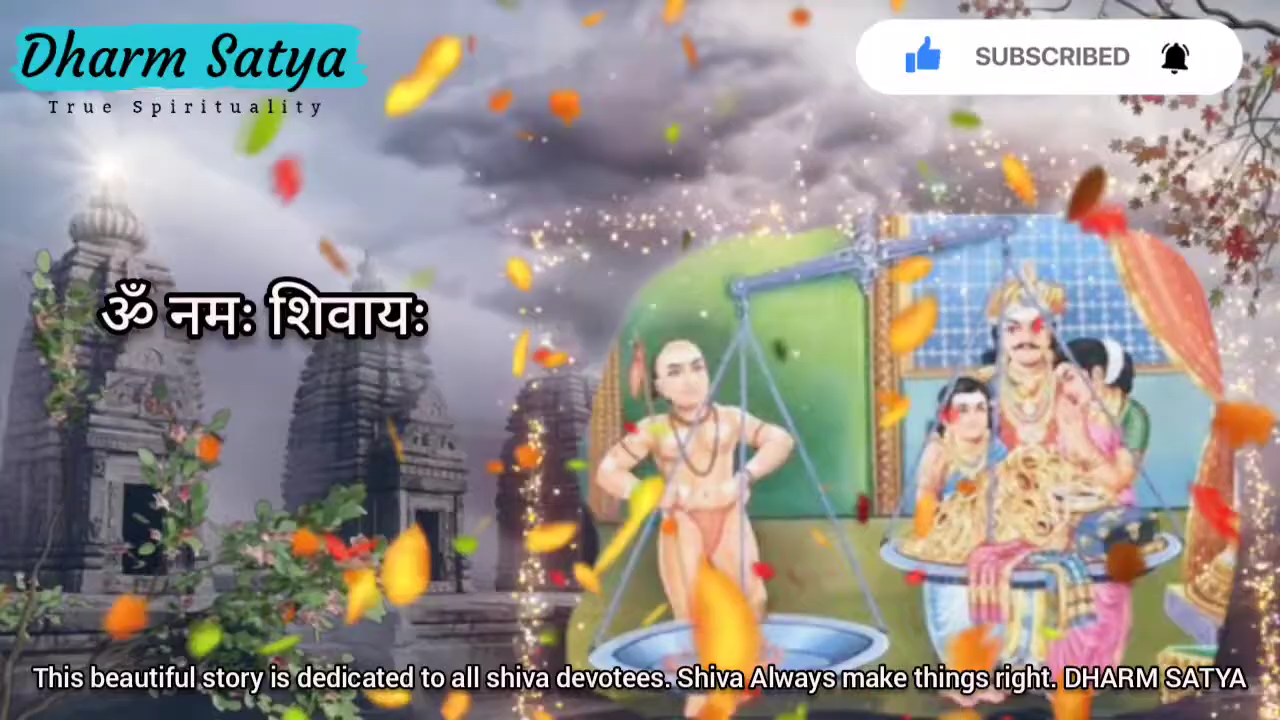 Dharm Satya
True Spirituality
SUBSCRIBED
ॐ नमः शिवायः
This beautiful story is dedicated to all shiva devotees. Shiva Always make things right. DHARM SATYA